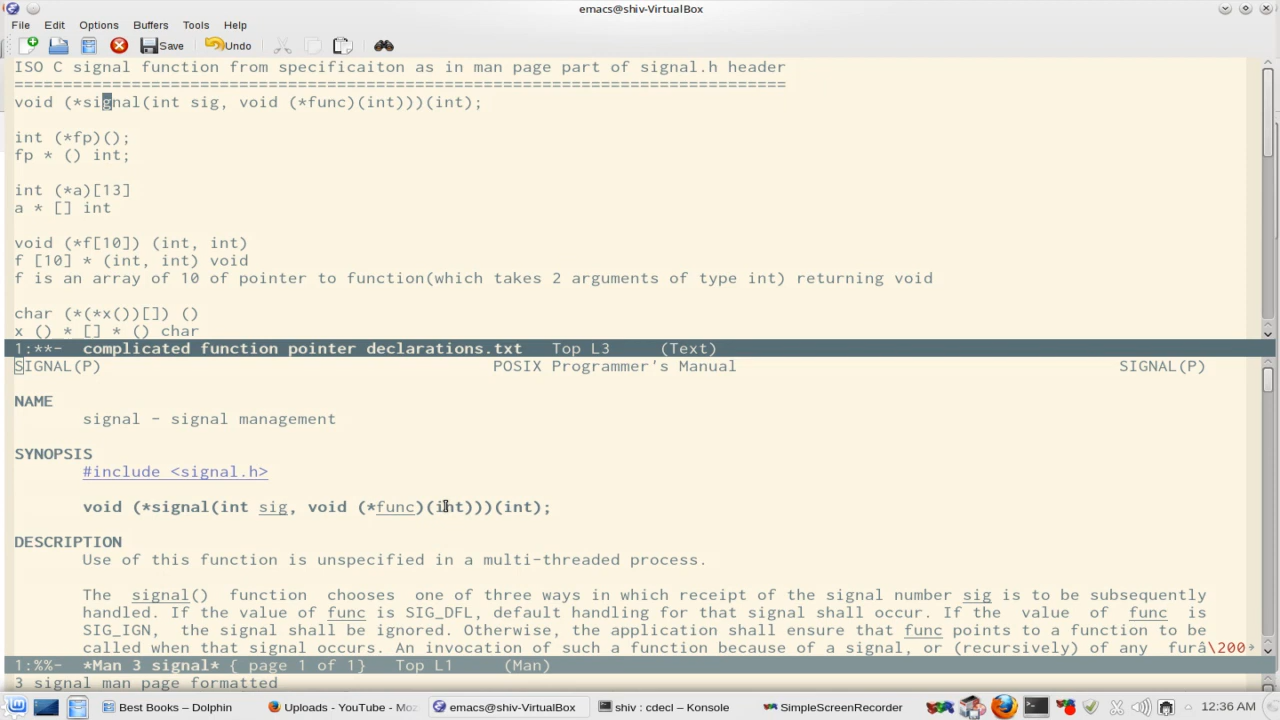 emacs@shiv-VirtualBox
File Edit Options Buffers Tools Help
Save Undo
ISO C signal function from specificaiton as in man page part of signal.h header
===============================================================================
void (*signal(int sig, void (*func)(int)))(int);
int (*fp)();
fp * () int;
int (*a)[13]
a * [] int
void (*f[10]) (int, int)
f [10] * (int, int) void
f is an array of 10 of pointer to function(which takes 2 arguments of type int) returning void
char (*(*x())[]) ()
x () * [] * () char
1:**- complicated function pointer declarations.txt Top L3 (Text)
SIGNAL(P) POSIX Programmer's Manual SIGNAL(P)
NAME
signal - signal management
SYNOPSIS
#include <signal.h>
void (*signal(int sig, void (*func)(int)))(int);
DESCRIPTION
Use of this function is unspecified in a multi-threaded process.
The signal() function chooses one of three ways in which receipt of the signal number sig is to be subsequently
handled. If the value of func is SIG_DFL, default handling for that signal shall occur. If the value of func is
SIG_IGN, the signal shall be ignored. Otherwise, the application shall ensure that func points to a function to be
called when that signal occurs. An invocation of such a function because of a signal, or (recursively) of any furâ\200
1:%%- *Man 3 signal* { page 1 of 1} Top L1 (Man)
3 signal man page formatted
Best Books – Dolphin Uploads - YouTube - Moz emacs@shiv-VirtualBox shiv : cdecl – Konsole SimpleScreenRecorder 12:36 AM